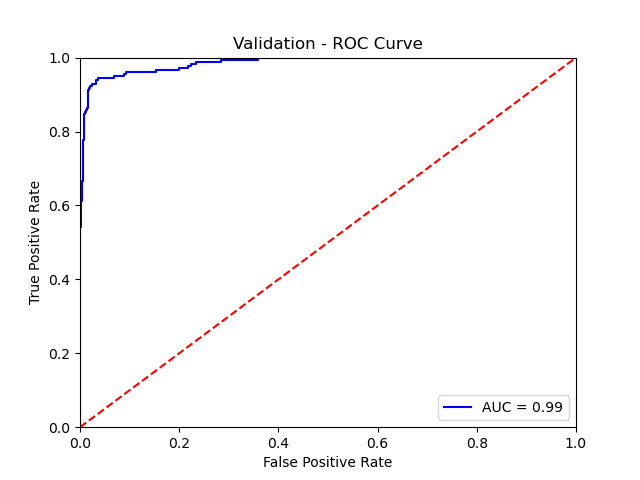 Validation - ROC Curve
1.0
0.8
0.6
0.4
0.2
0.0
True Positive Rate
AUC = 0.99
0.0 0.2 0.4 0.6 0.8 1.0
False Positive Rate